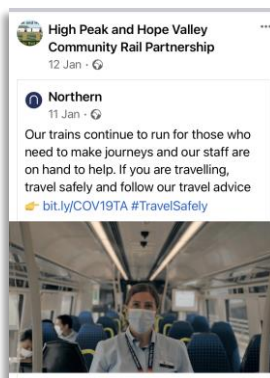 High Peak and Hope Valley
Community Rail Partnership
12 Jan ·
Northern
11 Jan ·
Our trains continue to run for those who
need to make journeys and our staff are
on hand to help. If you are travelling,
travel safely and follow our travel advice
👉 bit.ly/COV19TA #TravelSafely